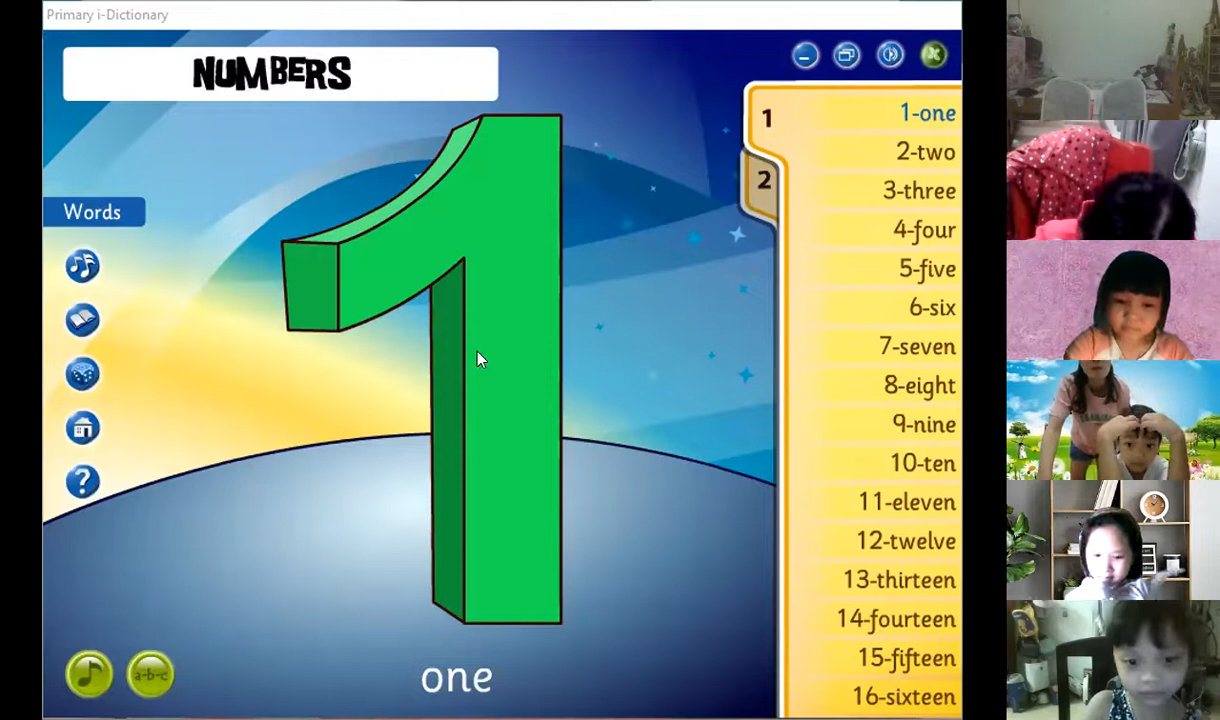 Primary i-Dictionary
NUMBERS
Words
a-b-c
one
1
2
1-one
2-two
3-three
4-four
5-five
6-six
7-seven
8-eight
9-nine
10-ten
11-eleven
12-twelve
13-thirteen
14-fourteen
15-fifteen
16-sixteen